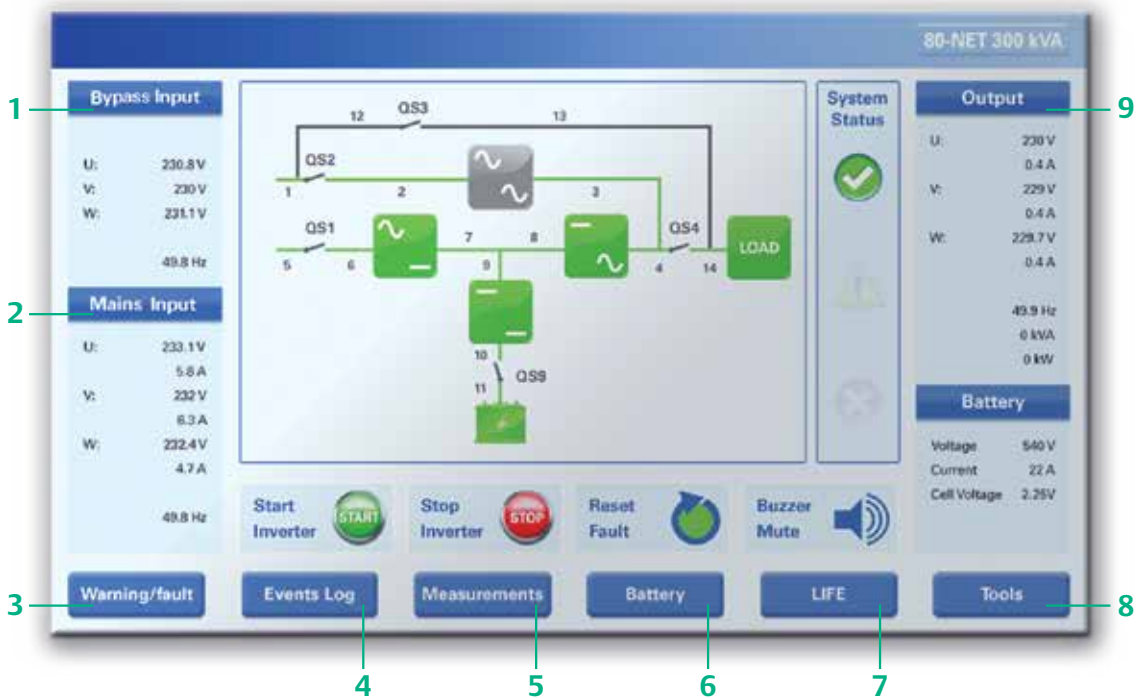 80-NET 300 kVA
1
Bypass Input
U: 230.8 V
V: 230 V
W: 231.1 V
49.8 Hz
2
Mains Input
U: 233.1 V
5.8 A
V: 232 V
6.3 A
W: 232.4 V
4.7 A
49.8 Hz
12 QS3 13
QS2
1 2 3
QS1
5 6 7 8 9
QS4
4 14
LOAD
10
11 QS9
System
Status
Output
9
U: 230 V
0.4 A
V: 229 V
0.4 A
W: 229.7 V
0.4 A
49.9 Hz
0 kVA
0 kW
Battery
Voltage 540 V
Current 22 A
Cell Voltage 2.25V
Start
Inverter
START
Stop
Inverter
STOP
Reset
Fault
Buzzer
Mute
3
Warning/fault
Events Log
Measurements
Battery
LIFE
Tools
8
4
5
6
7